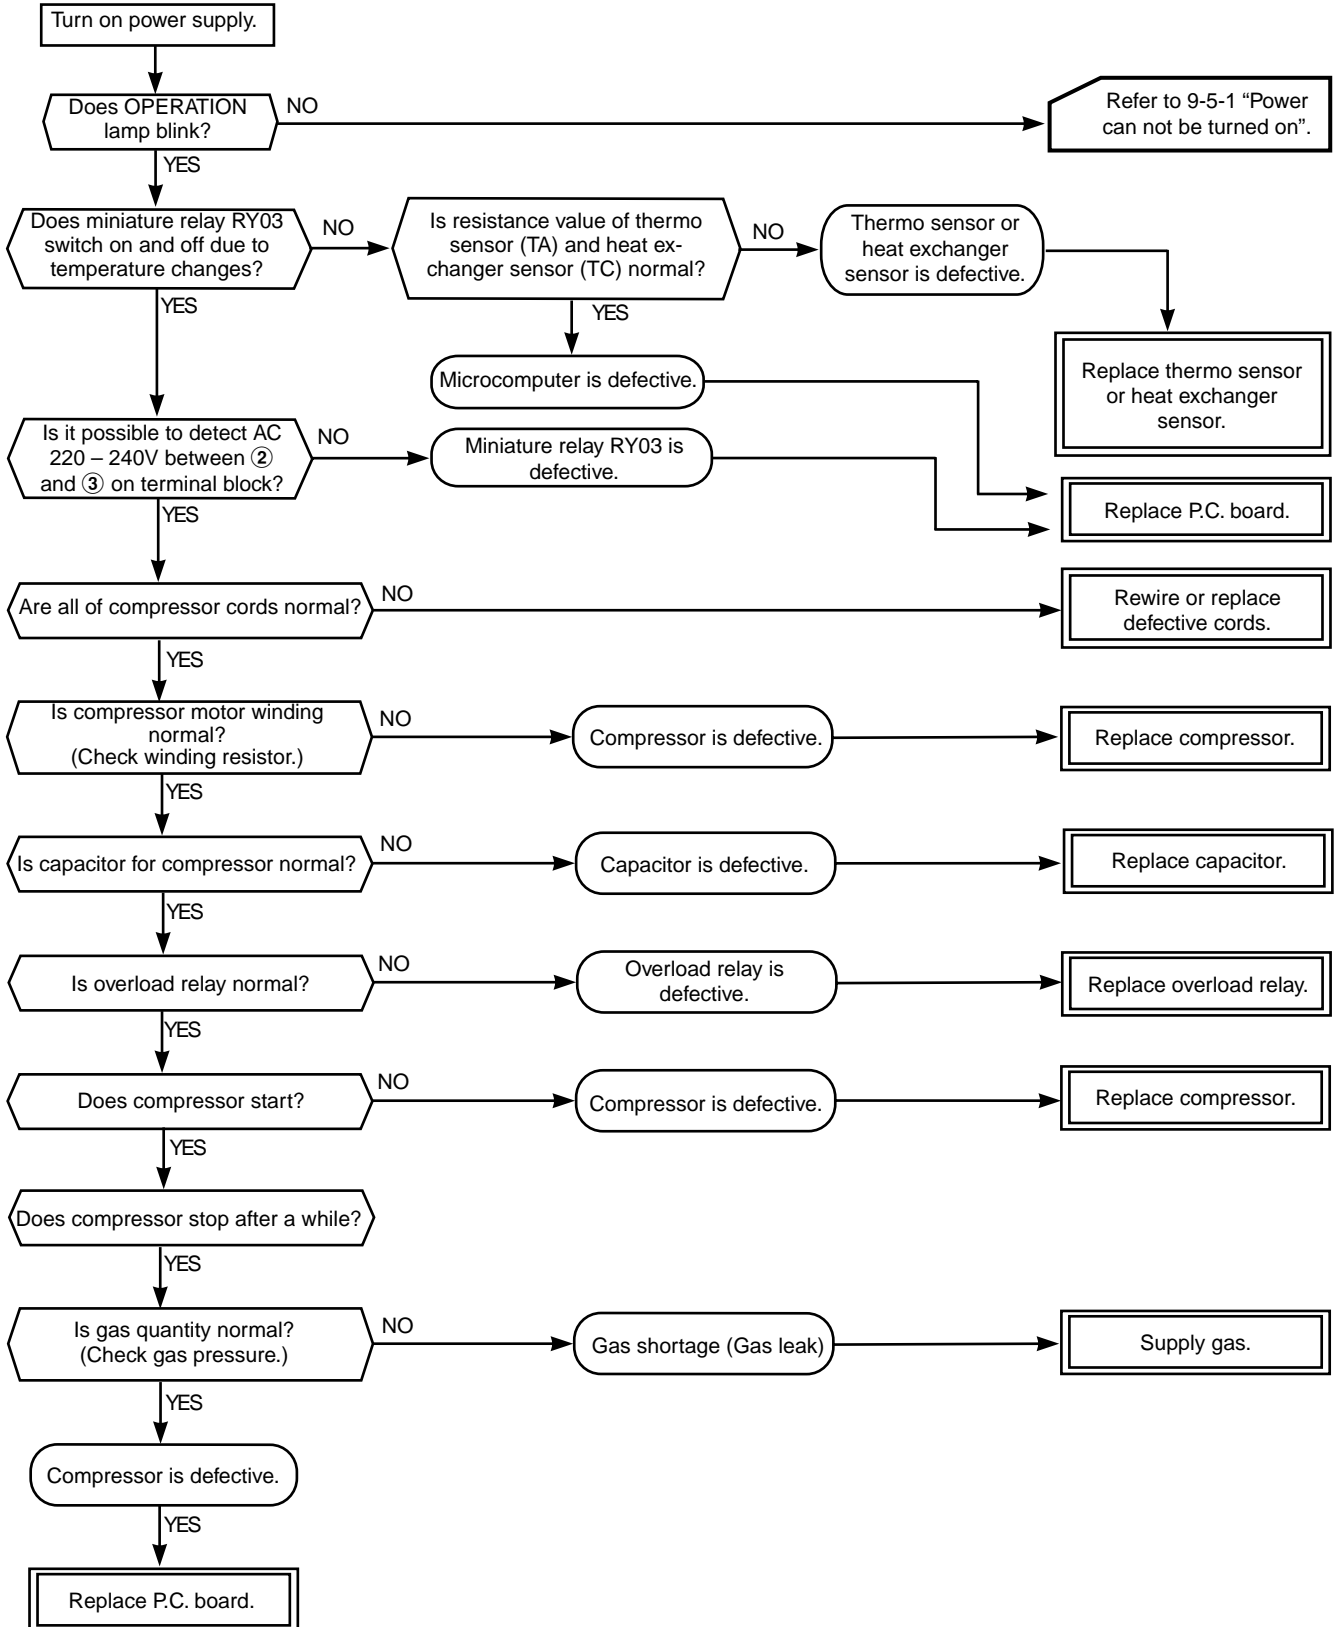 Turn on power supply.
Does OPERATION
lamp blink?
NO
Refer to 9-5-1 “Power
can not be turned on”.
YES
Does miniature relay RY03
switch on and off due to
temperature changes?
NO
Is resistance value of thermo
sensor (TA) and heat ex-
changer sensor (TC) normal?
NO
Thermo sensor or
heat exchanger
sensor is defective.
YES
YES
Microcomputer is defective.
Replace thermo sensor
or heat exchanger
sensor.
Is it possible to detect AC
220 – 240V between ②
and ③ on terminal block?
NO
Miniature relay RY03 is
defective.
Replace P.C. board.
YES
Are all of compressor cords normal?
NO
Rewire or replace
defective cords.
YES
Is compressor motor winding
normal?
(Check winding resistor.)
NO
Compressor is defective.
Replace compressor.
YES
Is capacitor for compressor normal?
NO
Capacitor is defective.
Replace capacitor.
YES
Is overload relay normal?
NO
Overload relay is
defective.
Replace overload relay.
YES
Does compressor start?
NO
Compressor is defective.
Replace compressor.
YES
Does compressor stop after a while?
YES
Is gas quantity normal?
(Check gas pressure.)
NO
Gas shortage (Gas leak)
Supply gas.
YES
Compressor is defective.
YES
Replace P.C. board.